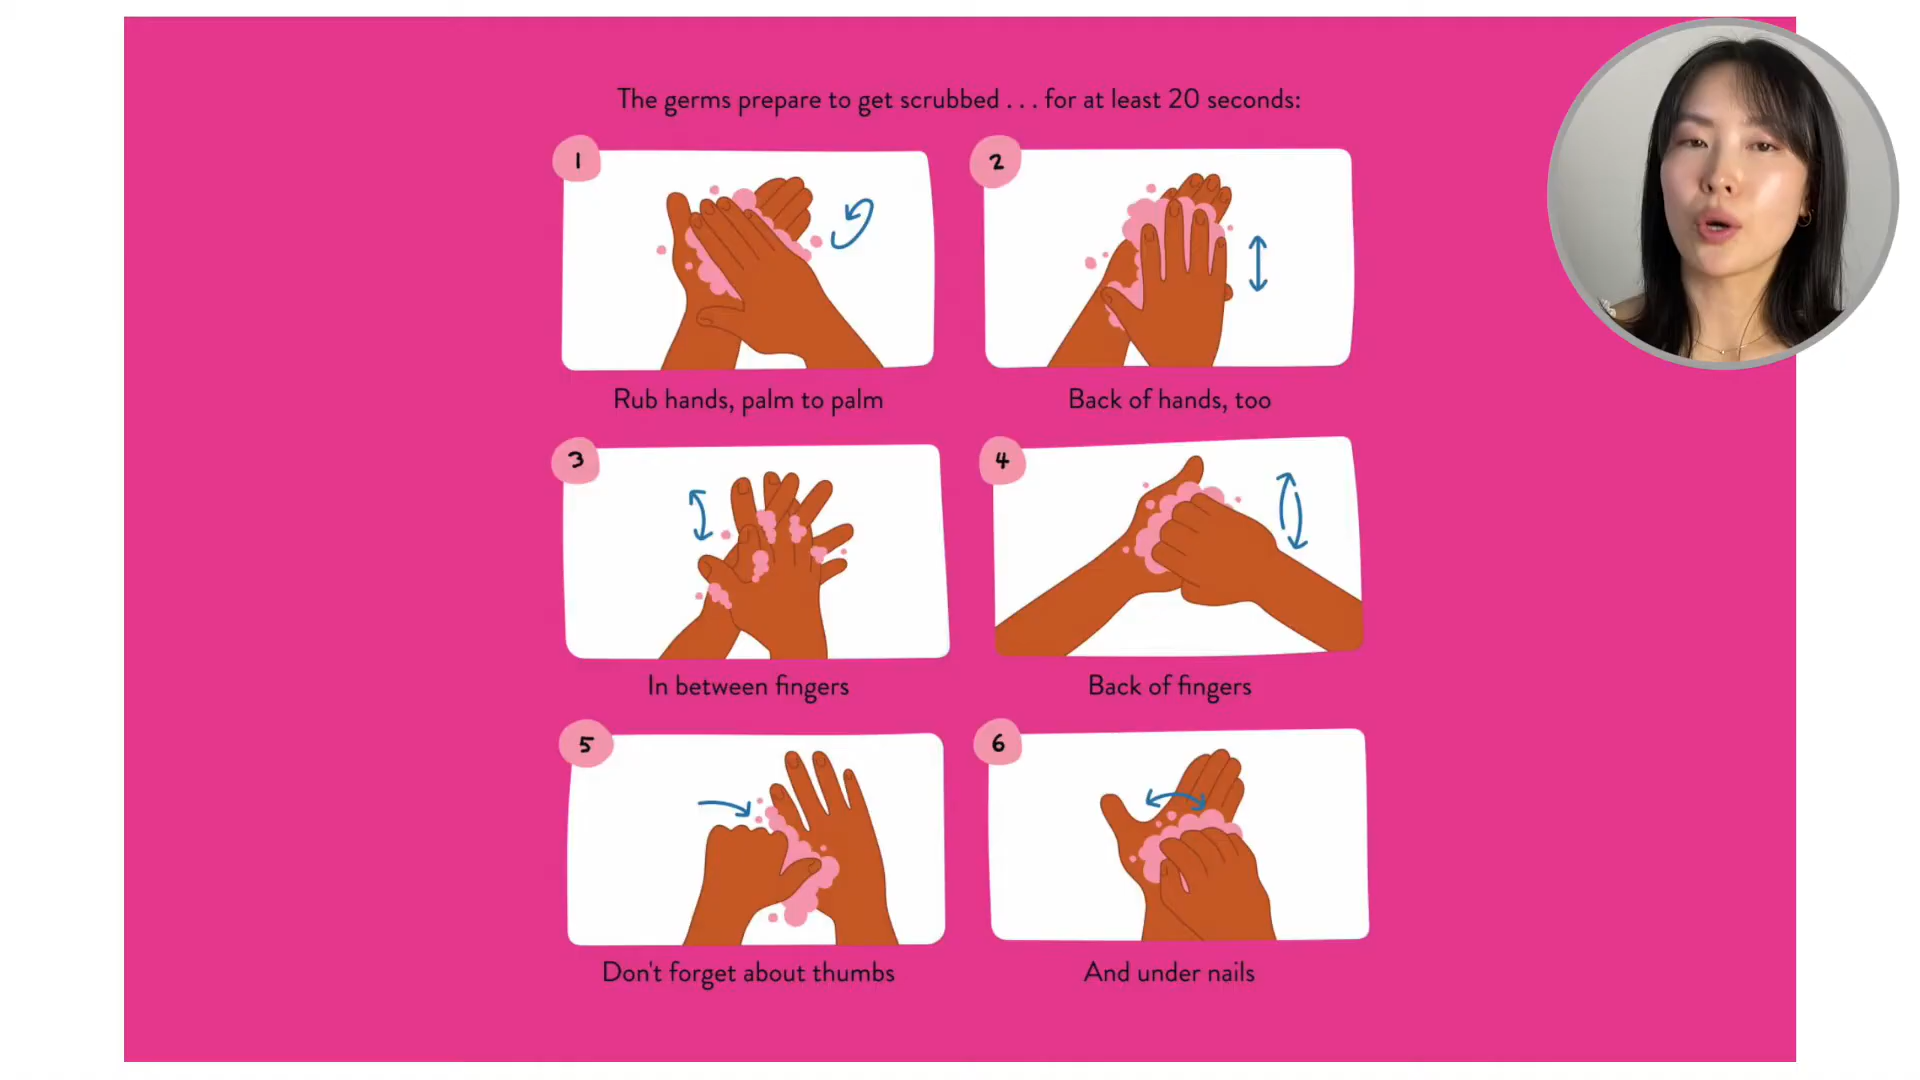 The germs prepare to get scrubbed . . . for at least 20 seconds:
1
Rub hands, palm to palm
2
Back of hands, too
3
In between fingers
4
Back of fingers
5
Don't forget about thumbs
6
And under nails